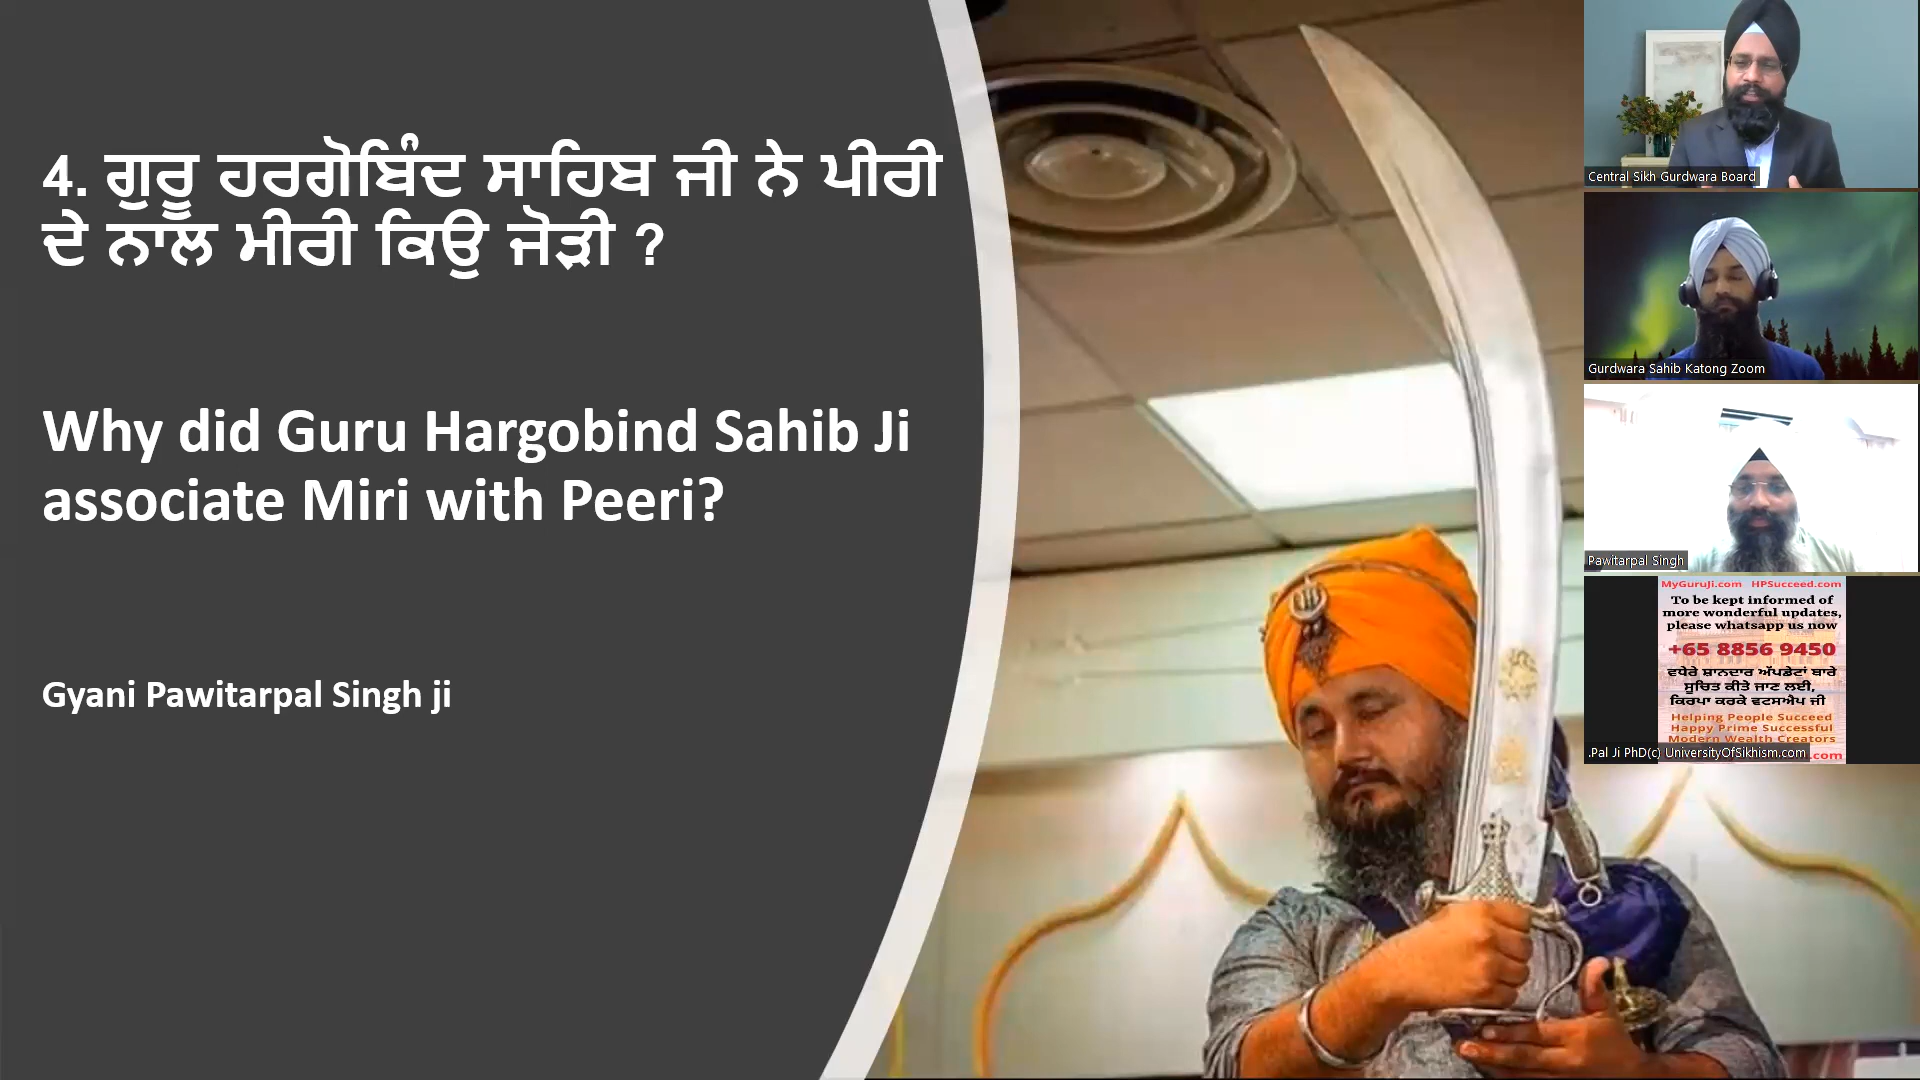 4. ਗੁਰੂ ਹਰਗੋਬਿੰਦ ਸਾਹਿਬ ਜੀ ਨੇ ਪੀਰੀ
ਦੇ ਨਾਲ ਮੀਰੀ ਕਿਉ ਜੋੜੀ ?
Why did Guru Hargobind Sahib Ji
associate Miri with Peeri?
Gyani Pawitarpal Singh ji
Central Sikh Gurdwara Board
Gurdwara Sahib Katong Zoom
Pawitarpal Singh
MyGuruJi.com HPSucceed.com
To be kept informed of
more wonderful updates,
please whatsapp us now
+65 8856 9450
ਵਧੇਰੇ ਸ਼ਾਨਦਾਰ ਅੱਪਡੇਟਾਂ ਬਾਰੇ
ਸੂਚਿਤ ਕੀਤੇ ਜਾਣ ਲਈ,
ਕਿਰਪਾ ਕਰਕੇ ਵਟਸਐਪ ਜੀ
Helping People Succeed
Happy Prime Successful
Modern Wealth Creators
.Pal Ji PhD(c) UniversityOfSikhism.com
.com